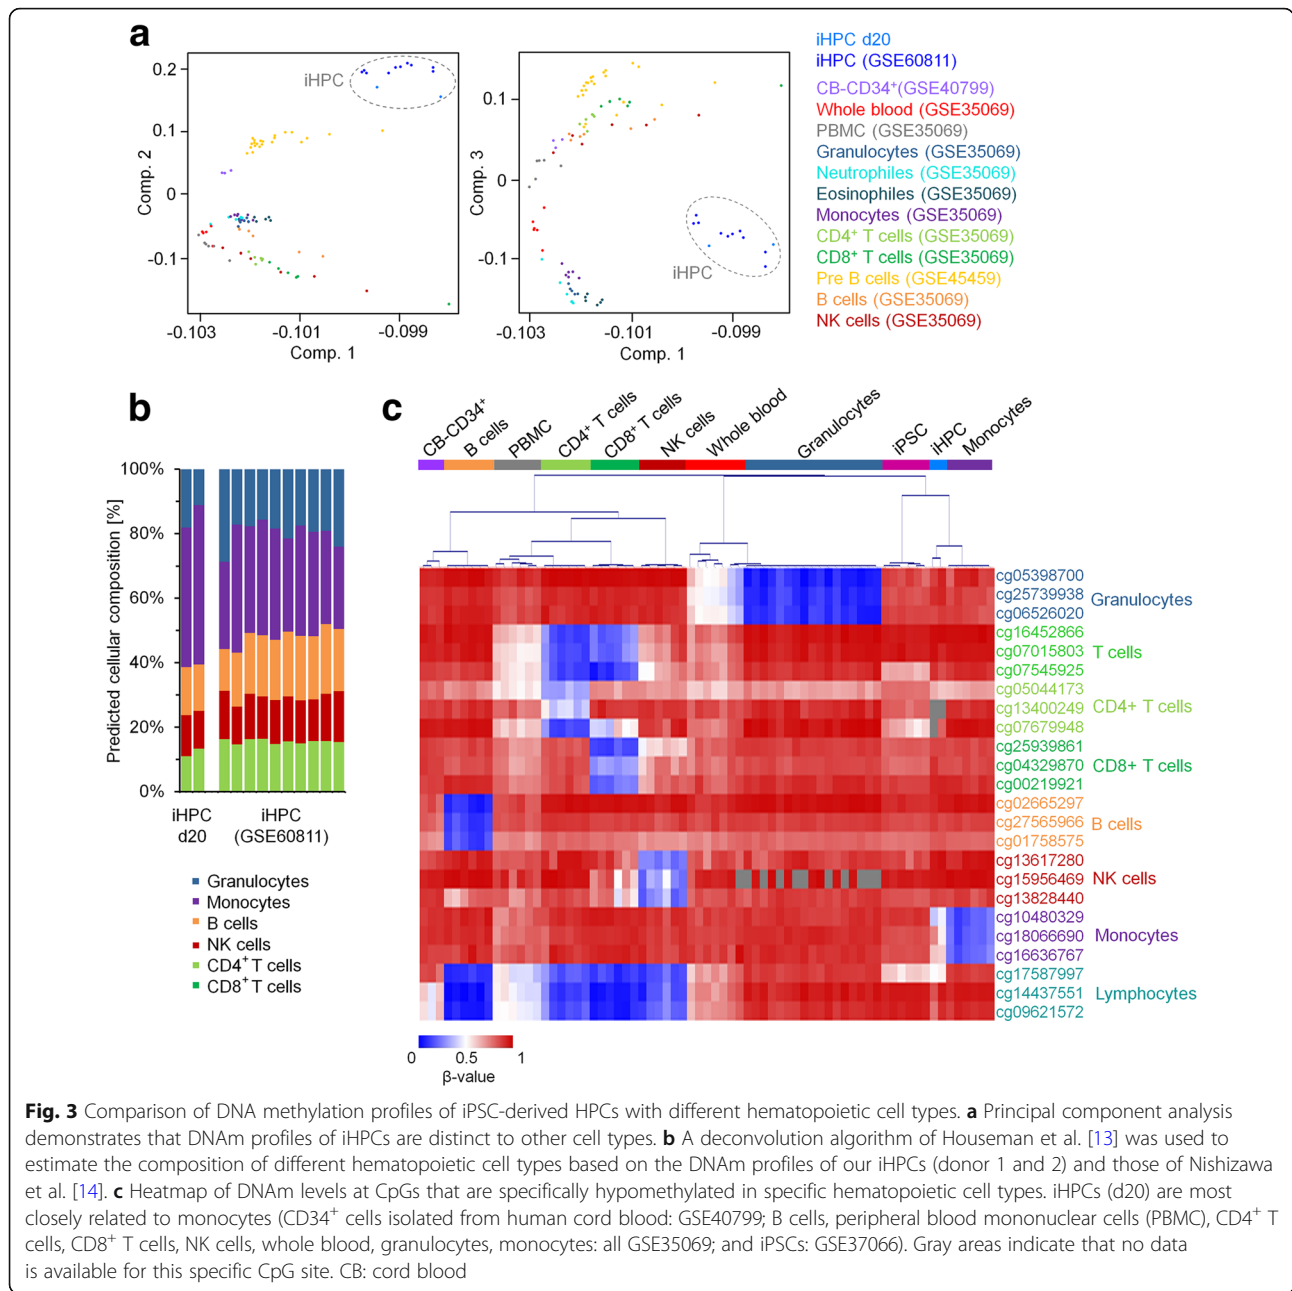 a
0.2
0.1
0
-0.1
Comp. 2
iHPC
-0.103
-0.101
-0.099
Comp. 1
0.1
0
-0.1
Comp. 3
iHPC
-0.103
-0.101
-0.099
Comp. 1
iHPC d20
iHPC (GSE60811)
CB-CD34+(GSE40799)
Whole blood (GSE35069)
PBMC (GSE35069)
Granulocytes (GSE35069)
Neutrophiles (GSE35069)
Eosinophiles (GSE35069)
Monocytes (GSE35069)
CD4+ T cells (GSE35069)
CD8+ T cells (GSE35069)
Pre B cells (GSE45459)
B cells (GSE35069)
NK cells (GSE35069)
b
100%
80%
60%
40%
20%
0%
Predicted cellular composition [%]
iHPC
d20
iHPC
(GSE60811)
Granulocytes
Monocytes
B cells
NK cells
CD4+ T cells
CD8+ T cells
c
CB-CD34+
B cells
PBMC
CD4+ T cells
CD8+ T cells
NK cells
Whole blood
Granulocytes
iPSC
iHPC
Monocytes
cg05398700
cg25739938
Granulocytes
cg06526020
cg16452866
cg07015803
T cells
cg07545925
cg05044173
cg13400249
CD4+ T cells
cg07679948
cg25939861
cg04329870
CD8+ T cells
cg00219921
cg02665297
cg27565966
B cells
cg01758575
cg13617280
cg15956469
NK cells
cg13828440
cg10480329
cg18066690
Monocytes
cg16636767
cg17587997
cg14437551
Lymphocytes
cg09621572
0 0.5 1
β-value
Fig. 3 Comparison of DNA methylation profiles of iPSC-derived HPCs with different hematopoietic cell types. a Principal component analysis
demonstrates that DNAm profiles of iHPCs are distinct to other cell types. b A deconvolution algorithm of Houseman et al. [13] was used to
estimate the composition of different hematopoietic cell types based on the DNAm profiles of our iHPCs (donor 1 and 2) and those of Nishizawa
et al. [14]. c Heatmap of DNAm levels at CpGs that are specifically hypomethylated in specific hematopoietic cell types. iHPCs (d20) are most
closely related to monocytes (CD34+ cells isolated from human cord blood: GSE40799; B cells, peripheral blood mononuclear cells (PBMC), CD4+ T
cells, CD8+ T cells, NK cells, whole blood, granulocytes, monocytes: all GSE35069; and iPSCs: GSE37066). Gray areas indicate that no data
is available for this specific CpG site. CB: cord blood